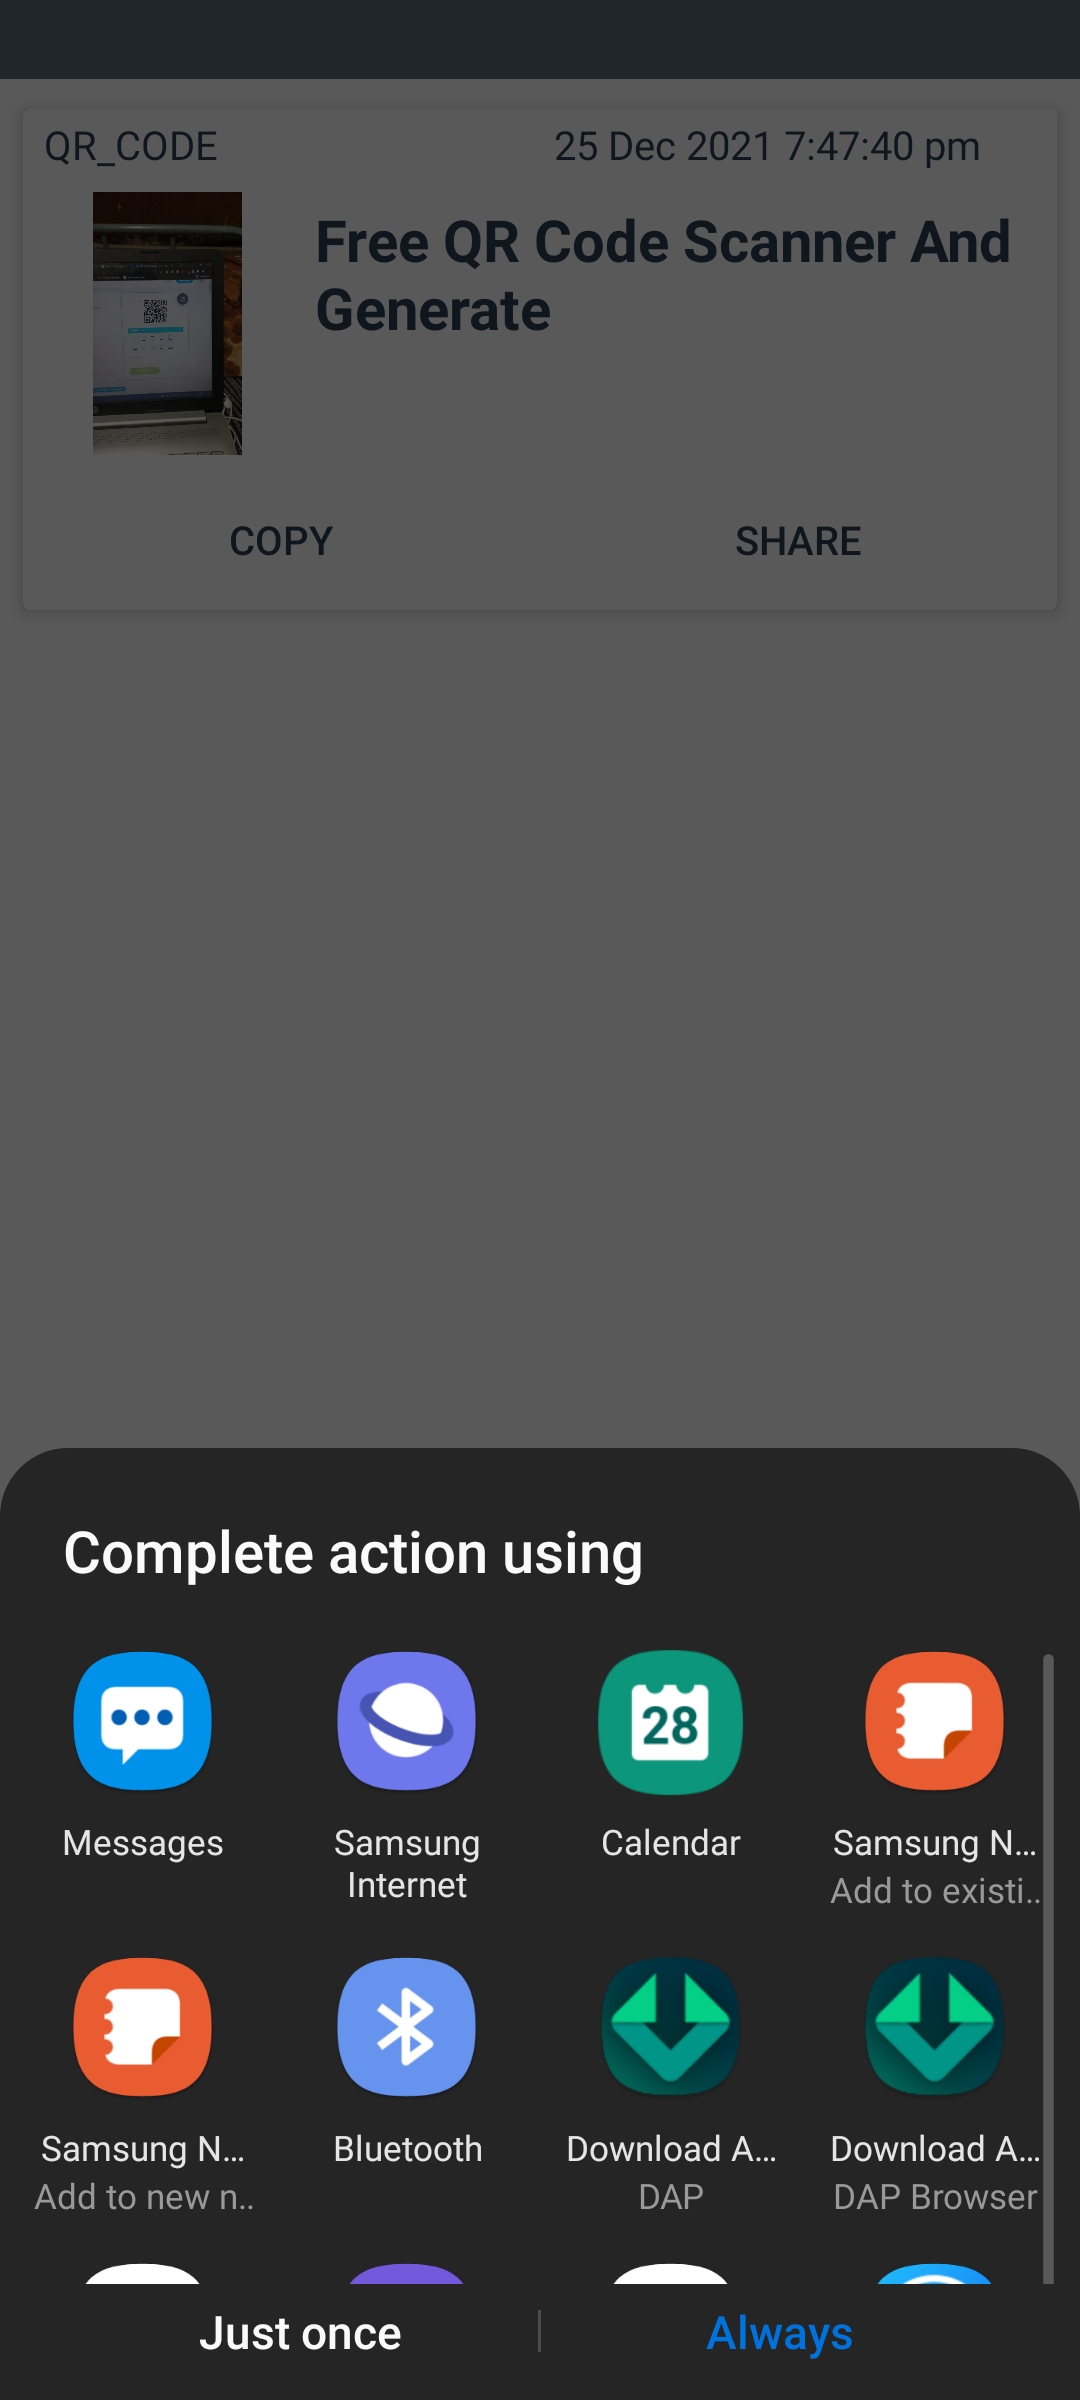 QR_CODE
25 Dec 2021 7:47:40 pm
Free QR Code Scanner And
Generate
COPY
SHARE
Complete action using
28
Messages
Samsung
Internet
Calendar
Samsung N...
Add to existi..
Samsung N...
Add to new n..
Bluetooth
Download A...
DAP
Download A...
DAP Browser
Just once
Always